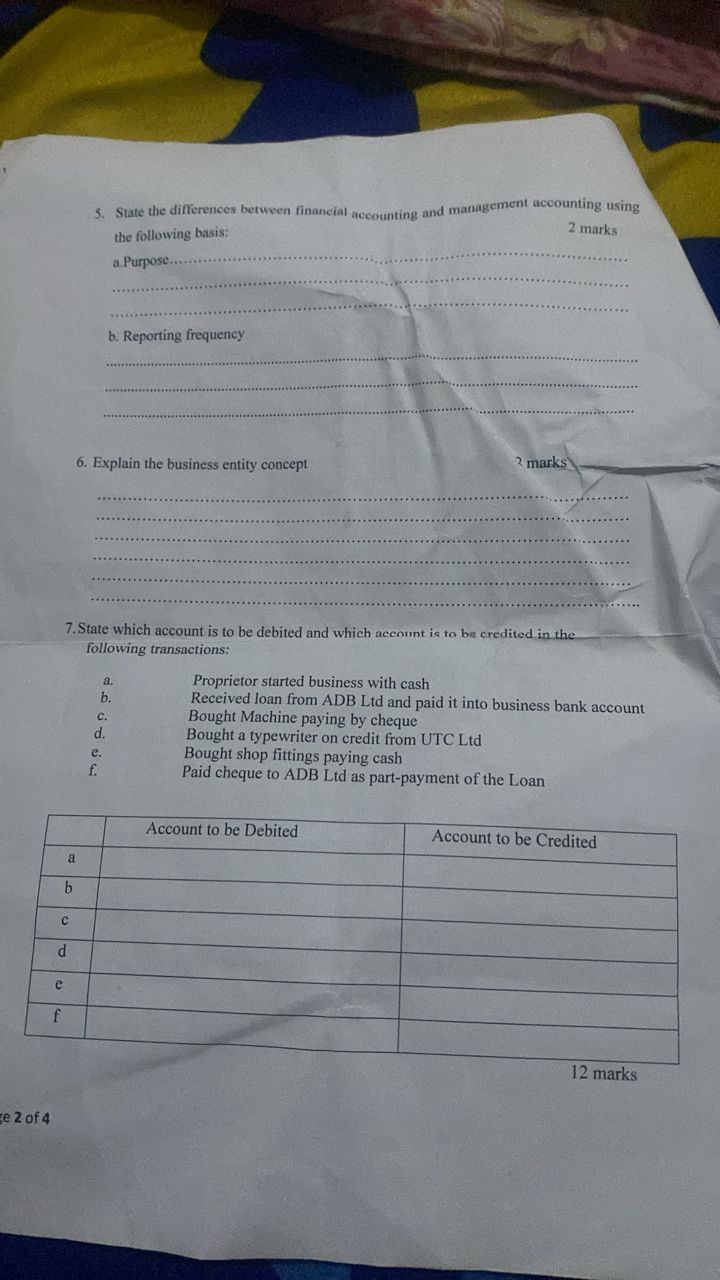 5. State the differences between financial accounting and management accounting using
the following basis: 2 marks
a.Purpose....................................................................................................
....................................................................................................
....................................................................................................
b. Reporting frequency
....................................................................................................
....................................................................................................
....................................................................................................
6. Explain the business entity concept marks
....................................................................................................
....................................................................................................
....................................................................................................
....................................................................................................
....................................................................................................
....................................................................................................
7. State which account is to be debited and which account is to be credited in the
following transactions:
a. Proprietor started business with cash
b. Received loan from ADB Ltd and paid it into business bank account
c. Bought Machine paying by cheque
d. Bought a typewriter on credit from UTC Ltd
e. Bought shop fittings paying cash
f. Paid cheque to ADB Ltd as part-payment of the Loan
Account to be Debited Account to be Credited
a
b
c
d
e
f
12 marks
ge 2 of 4